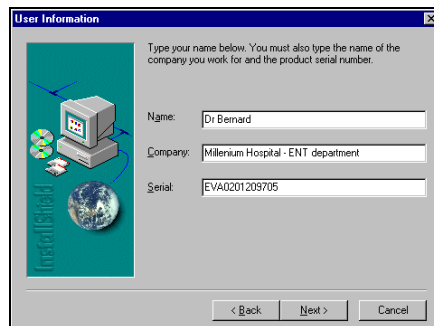 User Information
Type your name below. You must also type the name of the
company you work for and the product serial number.
Name:
Dr Bernard
Company:
Millenium Hospital - ENT department
Serial:
EVA0201209705
InstallShield
< Back
Next >
Cancel